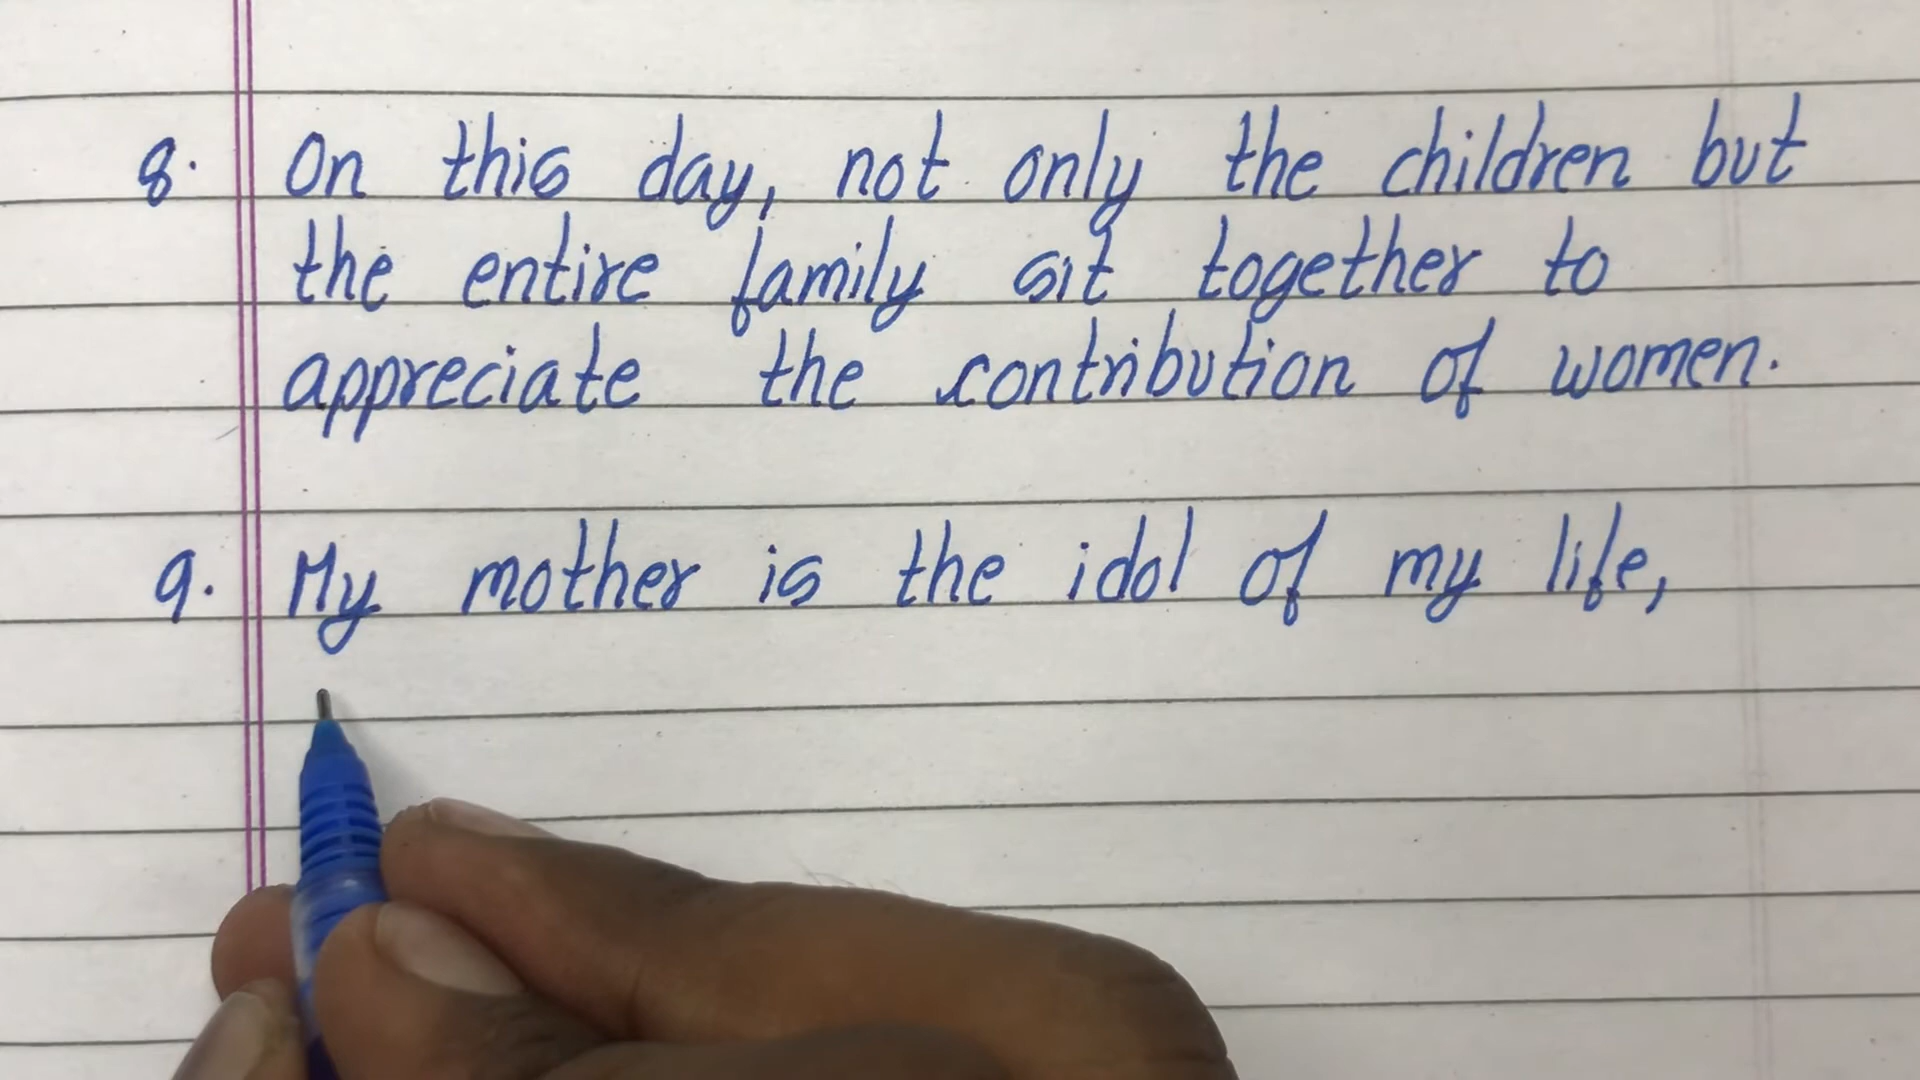 8. On this day, not only the children but
the entire family sit together to
appreciate the contribution of women.
9. My mother is the idol of my life,